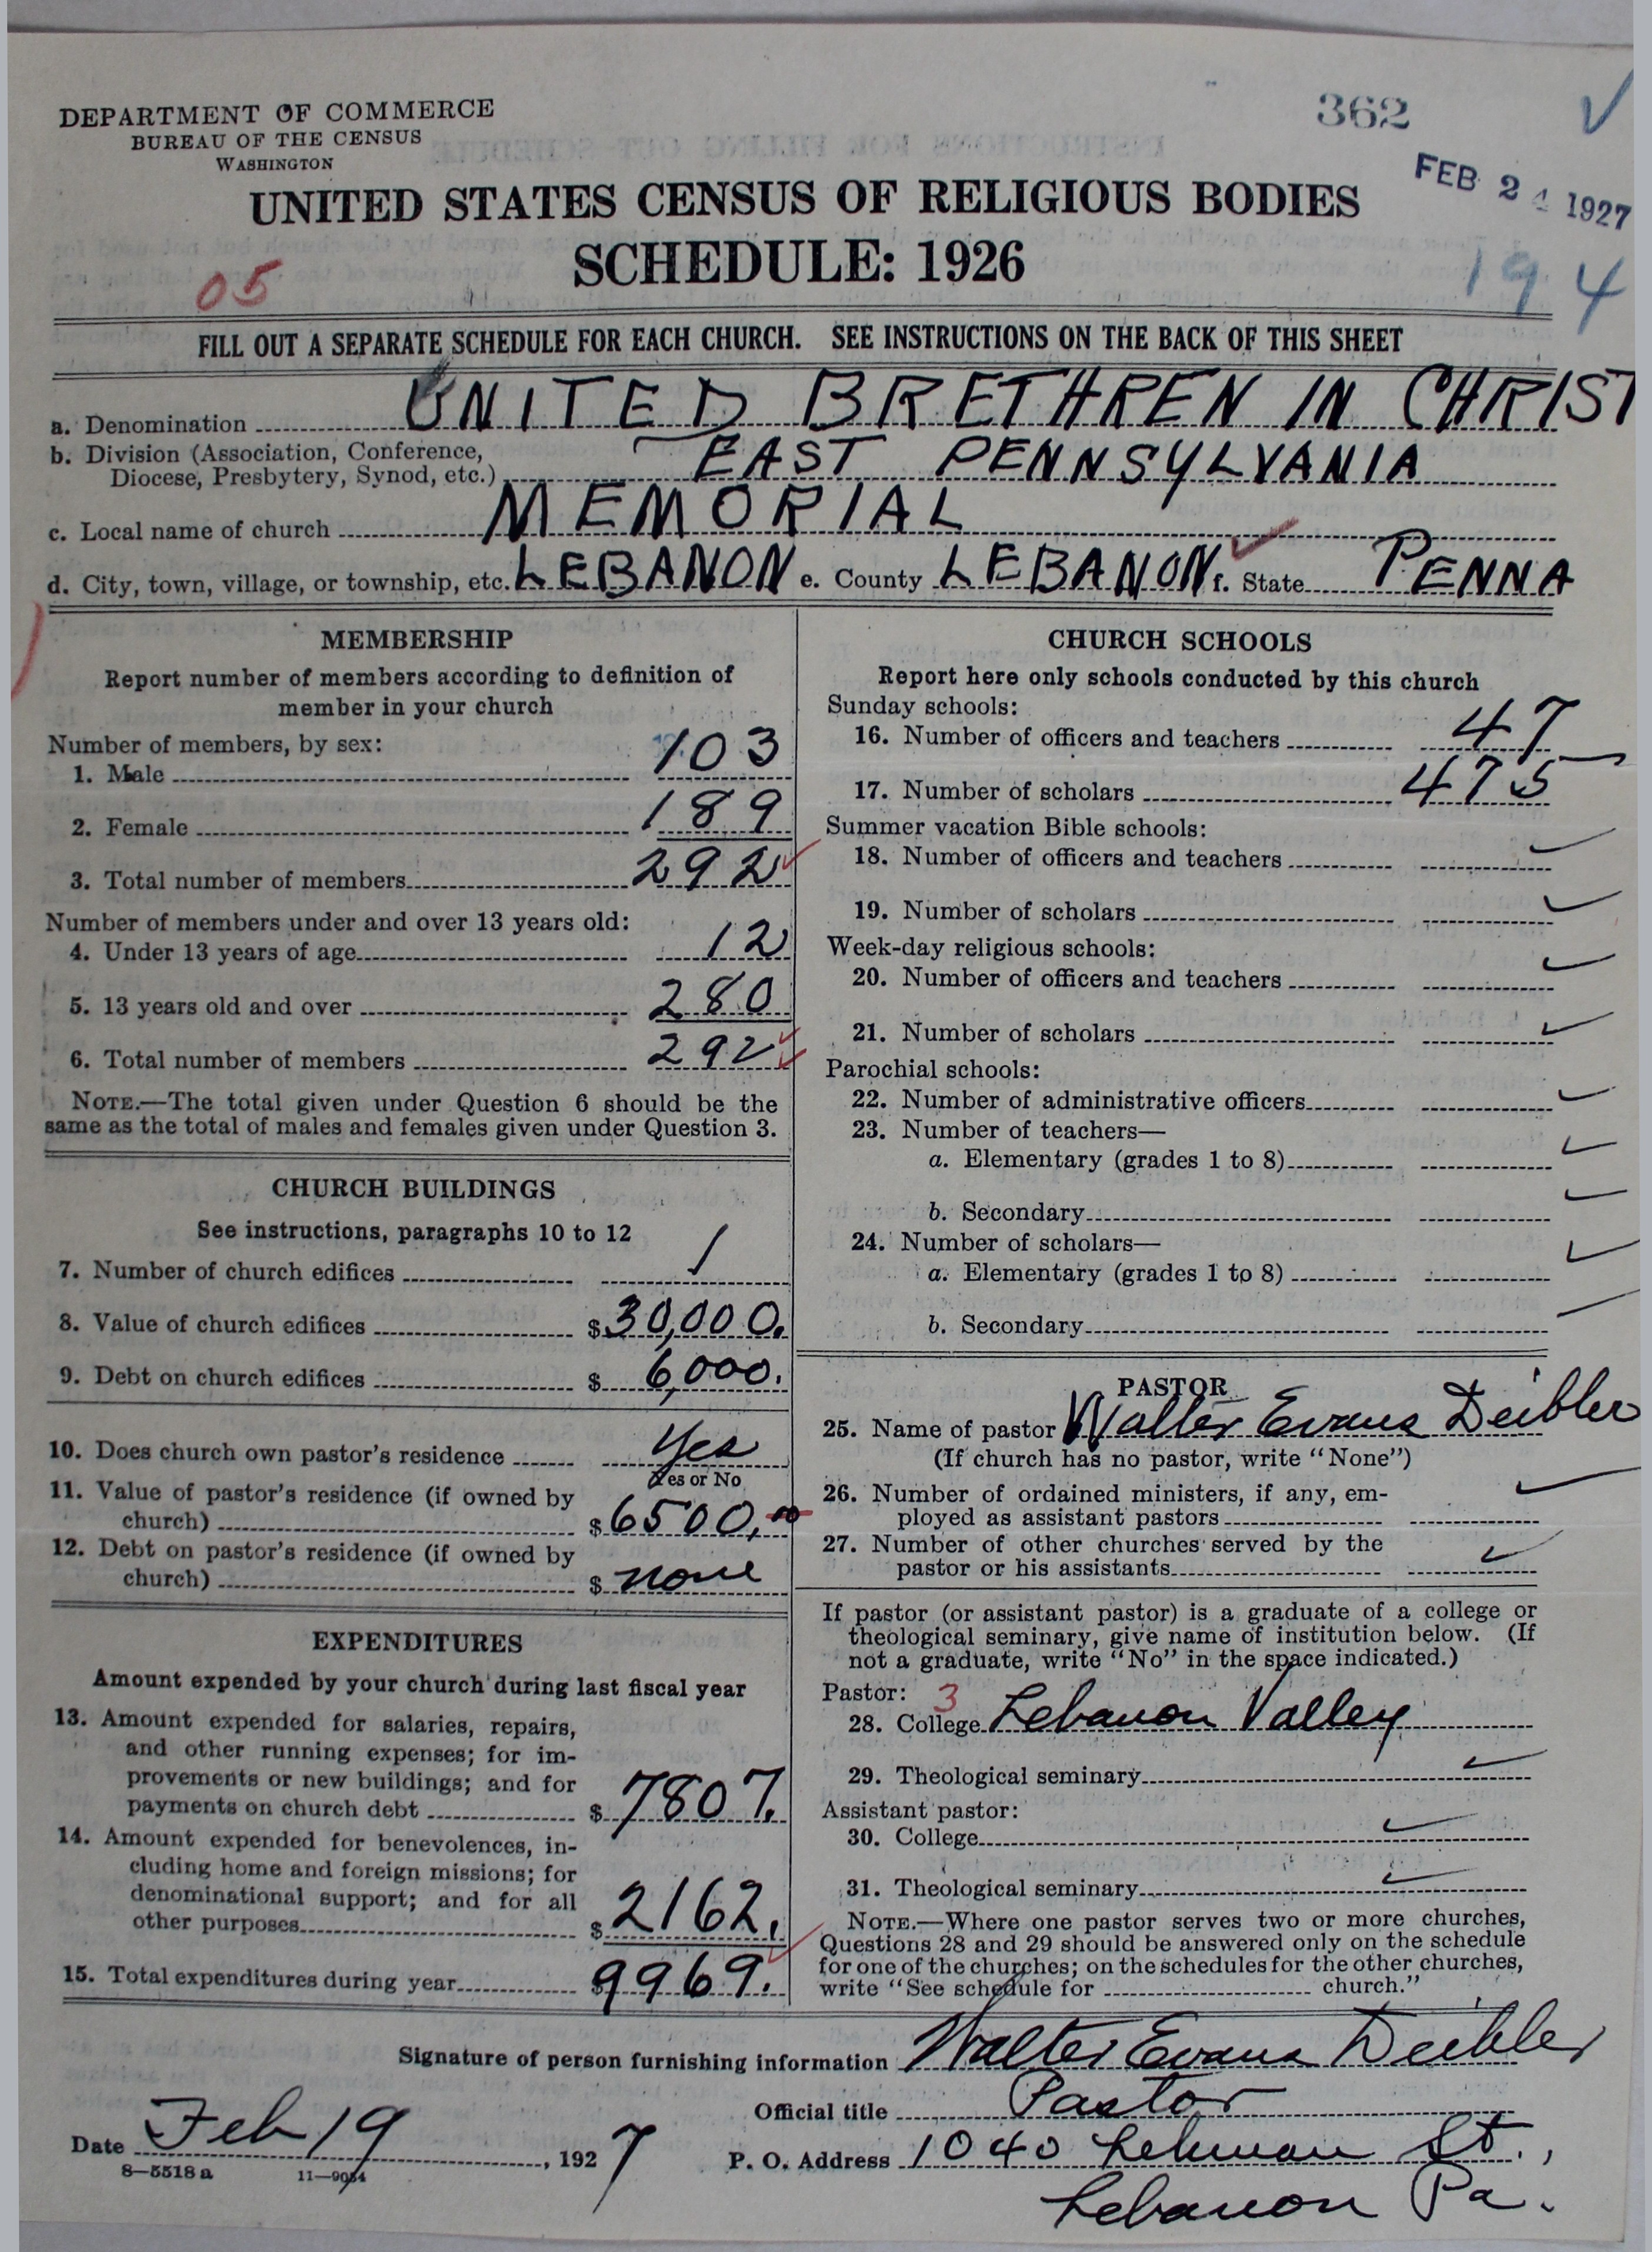 DEPARTMENT OF COMMERCE
BUREAU OF THE CENSUS
WASHINGTON
362
FEB 24 1927
UNITED STATES CENSUS OF RELIGIOUS BODIES
SCHEDULE: 1926
05
194
FILL OUT A SEPARATE SCHEDULE FOR EACH CHURCH. SEE INSTRUCTIONS ON THE BACK OF THIS SHEET
a. Denomination UNITED BRETHREN IN CHRIST
b. Division (Association, Conference,
Diocese, Presbytery, Synod, etc.) EAST PENNSYLVANIA
c. Local name of church MEMORIAL
d. City, town, village, or township, etc. LEBANON e. County LEBANON f. State PENNA
MEMBERSHIP
Report number of members according to definition of
member in your church
Number of members, by sex:
1. Male 103
2. Female 189
3. Total number of members 292
Number of members under and over 13 years old:
4. Under 13 years of age 12
5. 13 years old and over 280
6. Total number of members 292
NOTE.—The total given under Question 6 should be the
same as the total of males and females given under Question 3.
CHURCH BUILDINGS
See instructions, paragraphs 10 to 12
7. Number of church edifices 1
8. Value of church edifices $30,000.
9. Debt on church edifices $ 6,000.
10. Does church own pastor's residence Yes
Yes or No
11. Value of pastor's residence (if owned by
church) $6500.00
12. Debt on pastor's residence (if owned by
church) $ none
EXPENDITURES
Amount expended by your church during last fiscal year
13. Amount expended for salaries, repairs,
and other running expenses; for im-
provements or new buildings; and for
payments on church debt $ 7807.
14. Amount expended for benevolences, in-
cluding home and foreign missions; for
denominational support; and for all
other purposes $ 2162.
15. Total expenditures during year $9969.
CHURCH SCHOOLS
Report here only schools conducted by this church
Sunday schools:
16. Number of officers and teachers 47
17. Number of scholars 475
Summer vacation Bible schools:
18. Number of officers and teachers
19. Number of scholars
Week-day religious schools:
20. Number of officers and teachers
21. Number of scholars
Parochial schools:
22. Number of administrative officers
23. Number of teachers—
a. Elementary (grades 1 to 8)
b. Secondary
24. Number of scholars—
a. Elementary (grades 1 to 8)
b. Secondary
PASTOR
25. Name of pastor Walter Evans Deibler
(If church has no pastor, write "None")
26. Number of ordained ministers, if any, em-
ployed as assistant pastors
27. Number of other churches served by the
pastor or his assistants
If pastor (or assistant pastor) is a graduate of a college or
theological seminary, give name of institution below. (If
not a graduate, write "No" in the space indicated.)
Pastor: 3
28. College Lebanon Valley
29. Theological seminary
Assistant pastor:
30. College
31. Theological seminary
NOTE.—Where one pastor serves two or more churches,
Questions 28 and 29 should be answered only on the schedule
for one of the churches; on the schedules for the other churches,
write "See schedule for church."
Signature of person furnishing information Walter Evans Deibler
Official title Pastor
Date Feb 19, 1927
P. O. Address 1040 Lehman St.,
Lebanon Pa.
8—5518a 11—9054